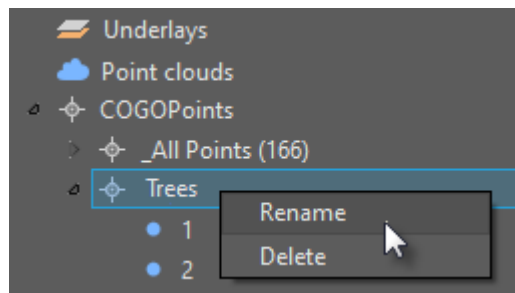 Underlays
Point clouds
COGOPoints
_All Points (166)
Trees
Rename
1
Delete
2